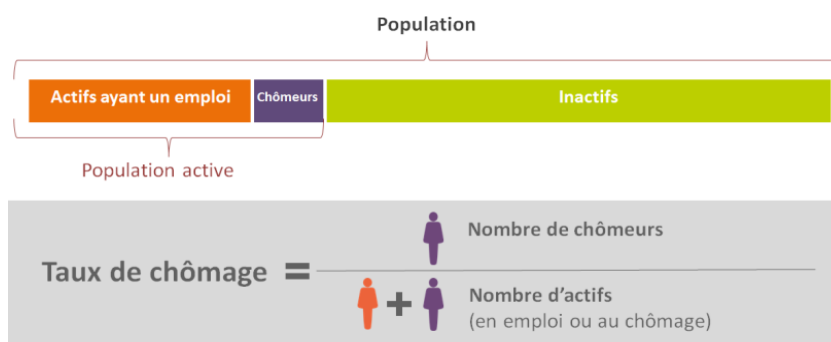 Population
Actifs ayant un emploi
Chômeurs
Inactifs
Population active
Nombre de chômeurs
Taux de chômage =
+
Nombre d'actifs
(en emploi ou au chômage)